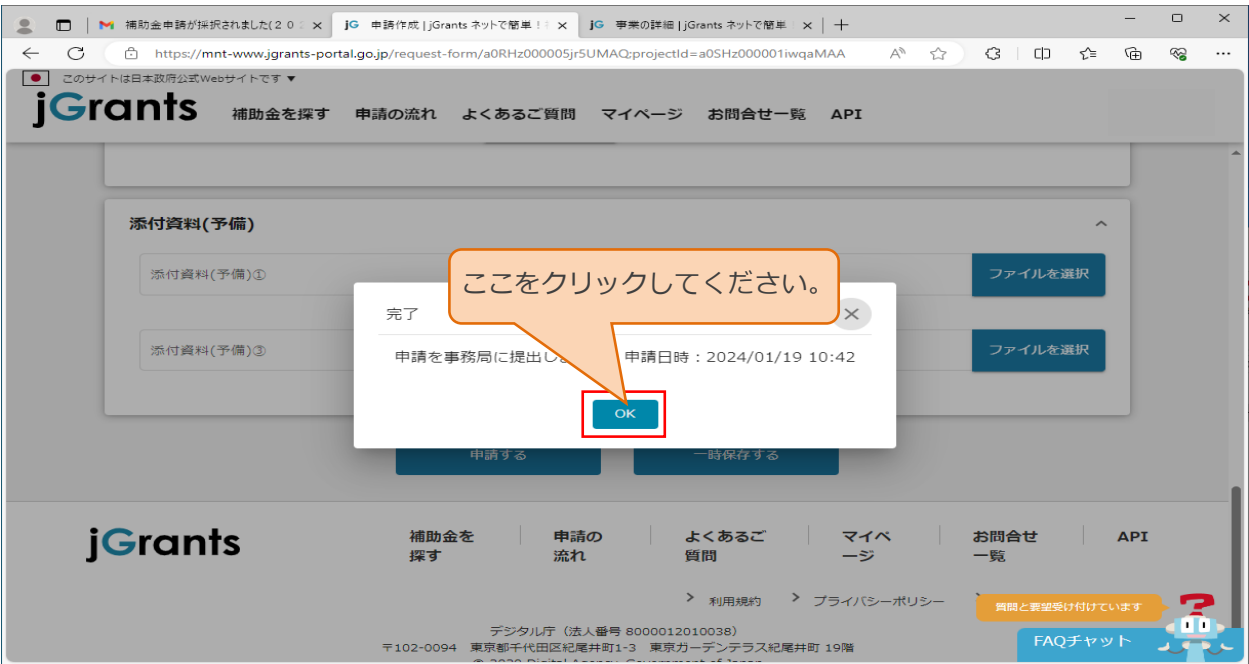 補助金申請が採択されました(202
jG 申請作成 | jGrants ネットで簡単!
jG 事業の詳細 | jGrants ネットで簡単
https://mnt-www.jgrants-portal.go.jp/request-form/a0RHz000005jr5UMAQ;projectId=a0SHz000001iwqaMAA
このサイトは日本政府公式Webサイトです ▼
jGrants 補助金を探す 申請の流れ よくあるご質問 マイページ お問合せ一覧 API
添付資料(予備)
添付資料(予備)① ファイルを選択
ここをクリックしてください。
完了
添付資料(予備)③ ファイルを選択
申請を事務局に提出し 申請日時:2024/01/19 10:42
OK
申請する 一時保存する
jGrants
補助金を探す
申請の流れ
よくあるご質問
マイページ
お問合せ一覧
API
> 利用規約 > プライバシーポリシー
質問と要望受け付けています
FAQチャット
デジタル庁(法人番号 8000012010038)
〒102-0094 東京都千代田区紀尾井町1-3 東京ガーデンテラス紀尾井町 19階
© 2020 Digital Agency, Government of Japan